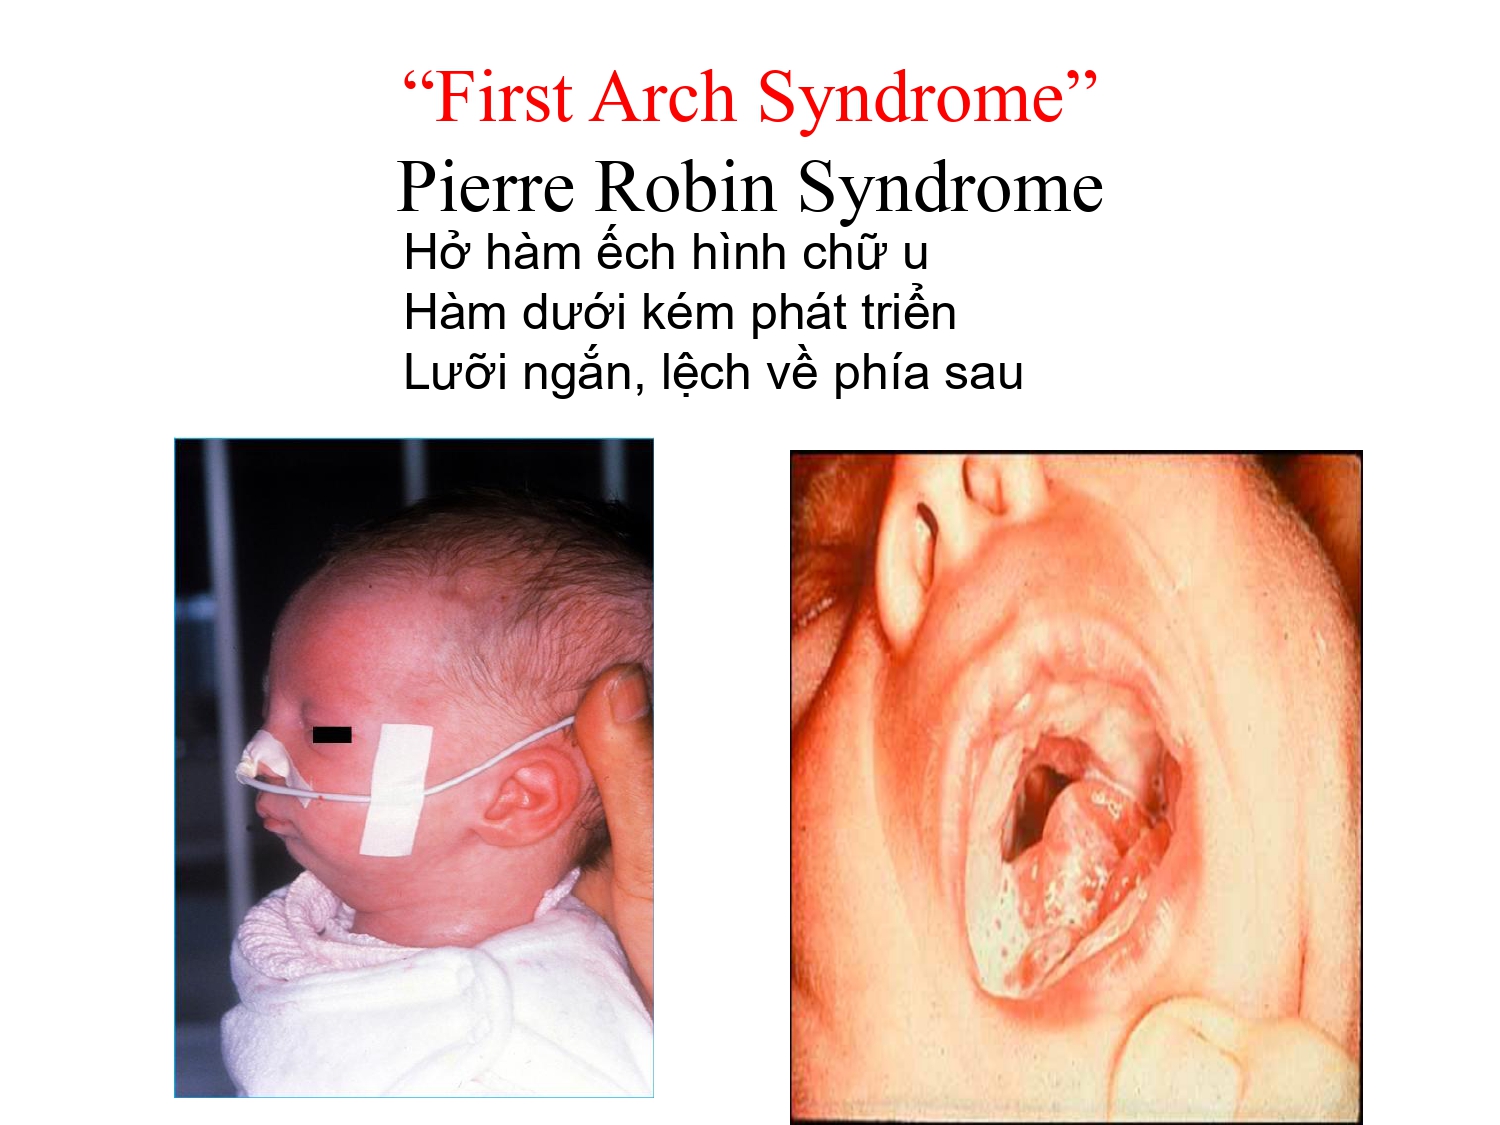 “First Arch Syndrome”
Pierre Robin Syndrome
Hở hàm ếch hình chữ u
Hàm dưới kém phát triển
Lưỡi ngắn, lệch về phía sau